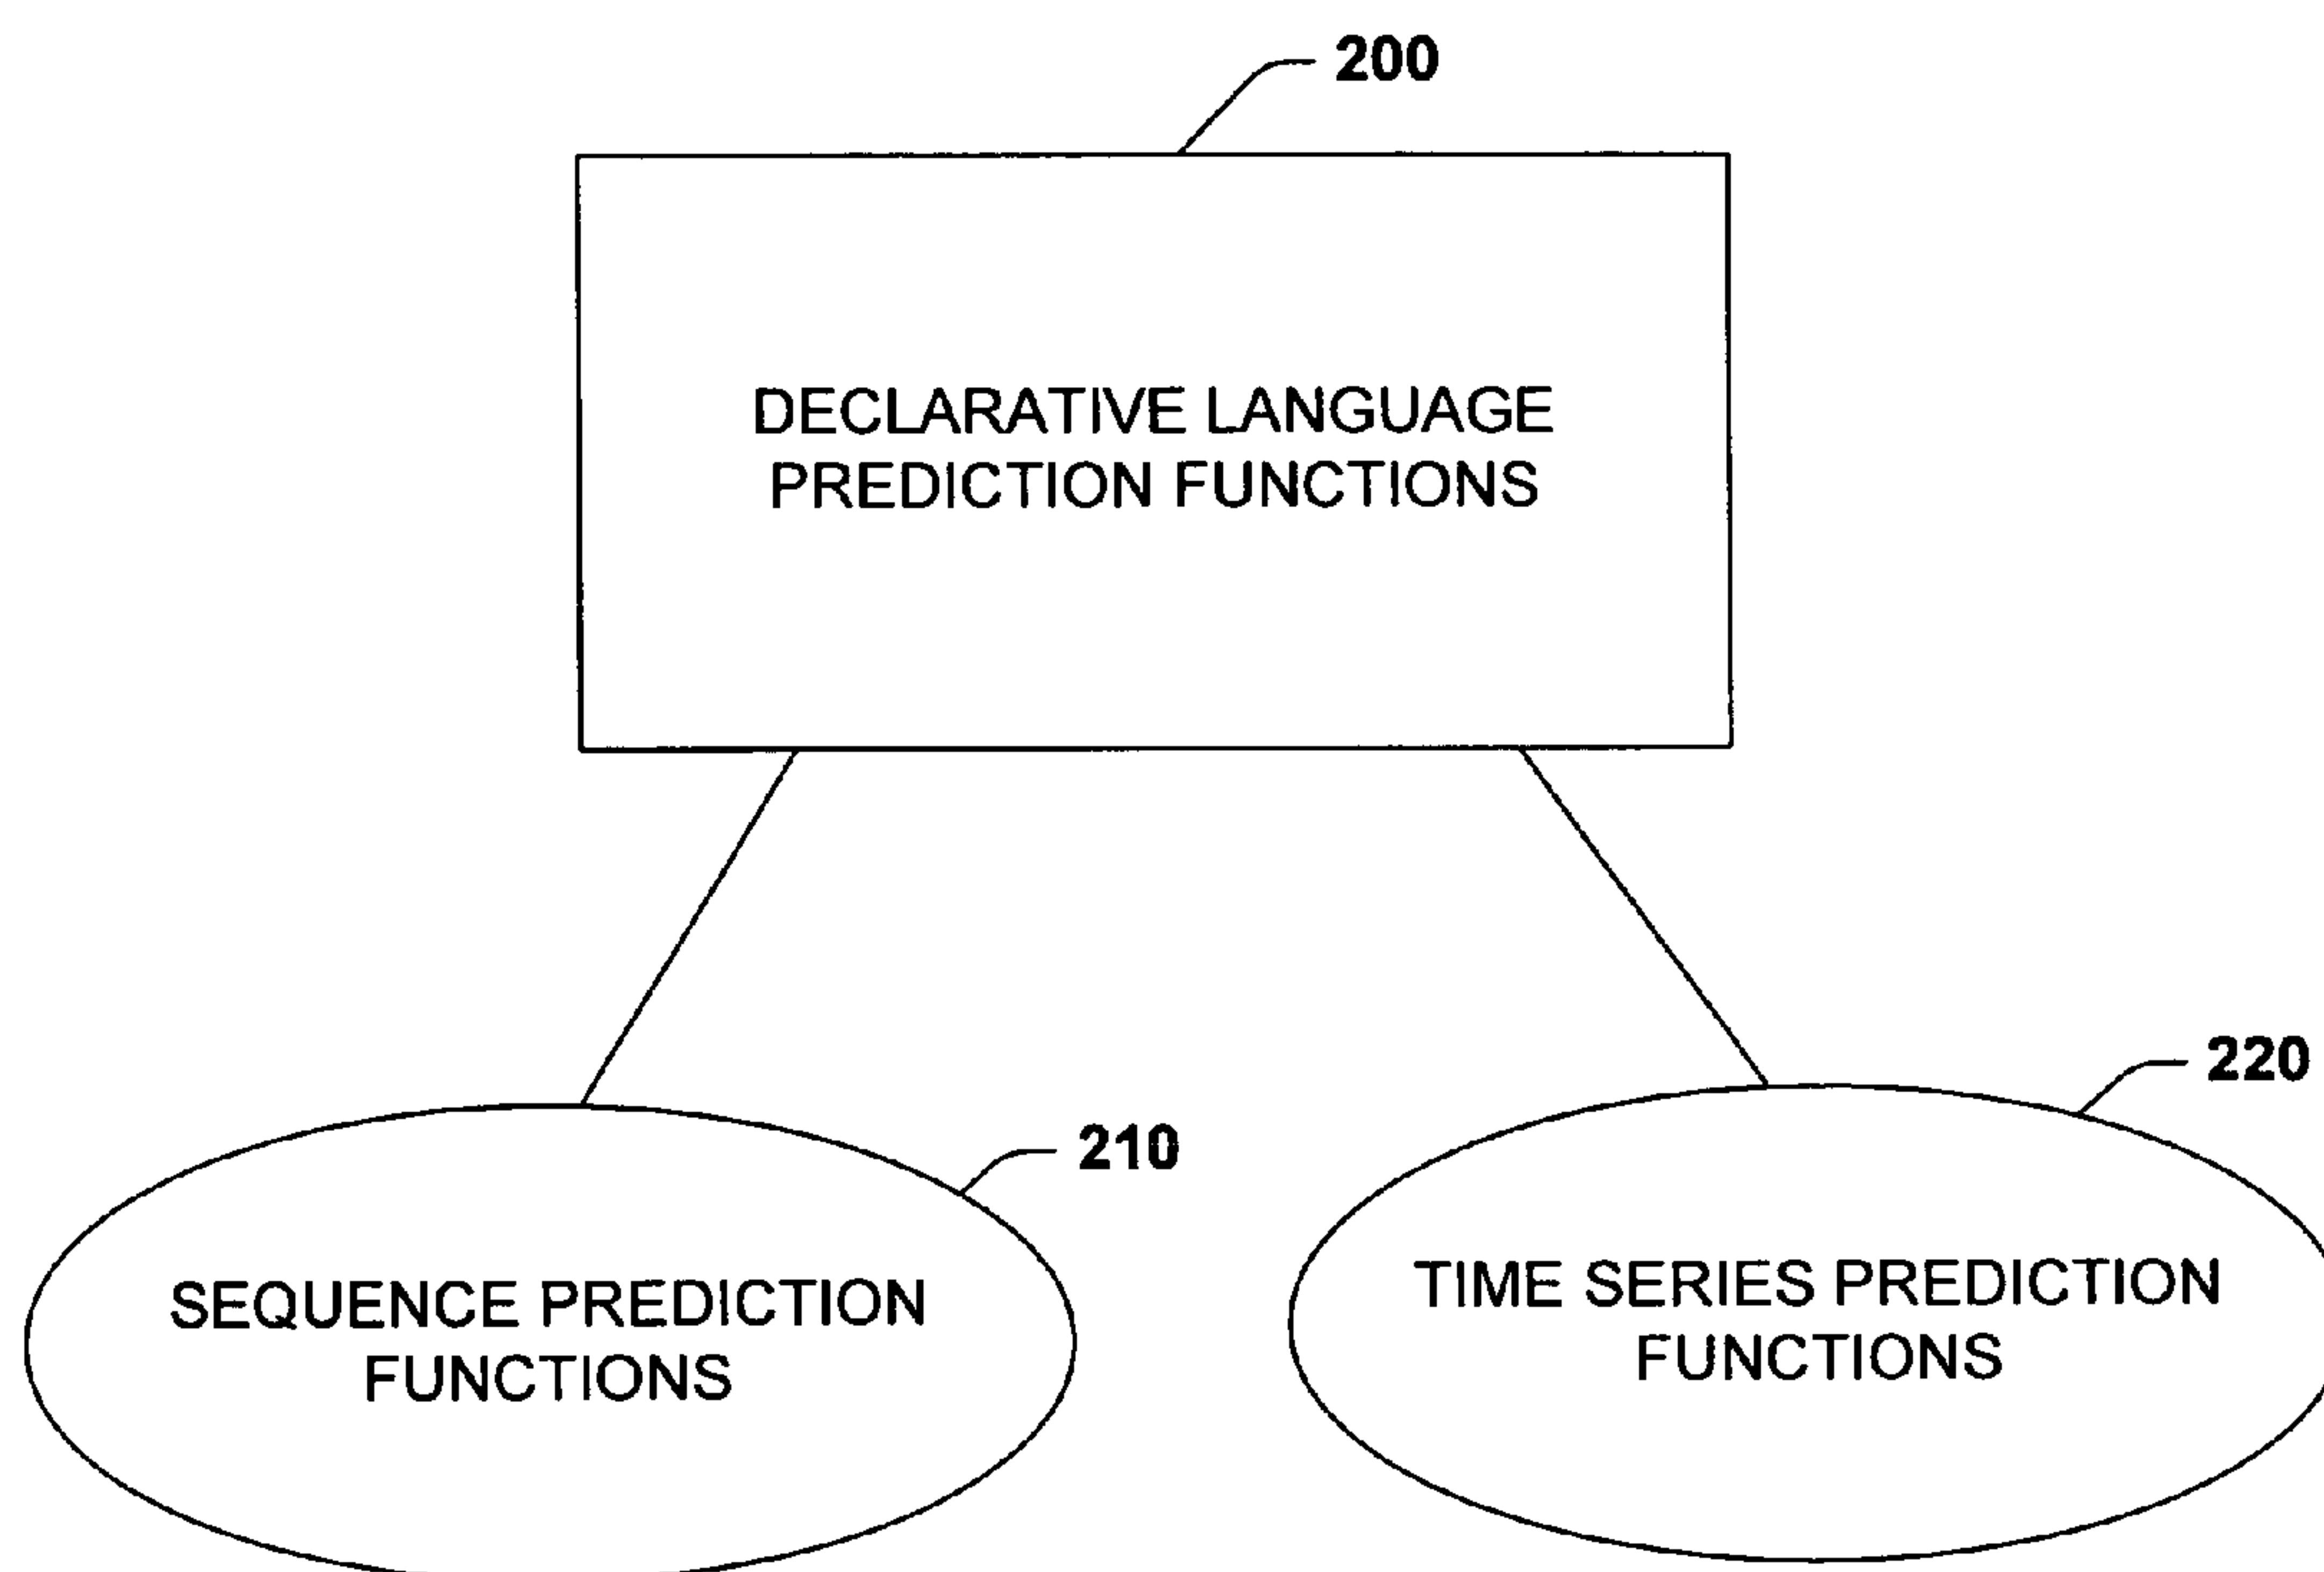 200
DECLARATIVE LANGUAGE
PREDICTION FUNCTIONS
220
210
SEQUENCE PREDICTION
FUNCTIONS
TIME SERIES PREDICTION
FUNCTIONS